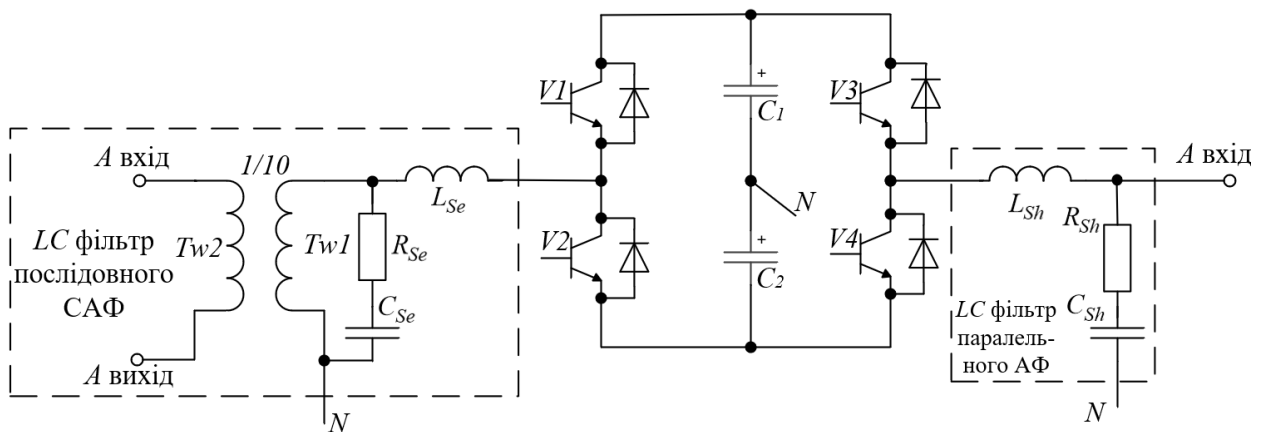 A вхід
1/10
Tw2
Tw1
LC фільтр
послідовного
САФ
A вихід
N
LSe
RSe
CSe
V1
V2
+
C1
N
+
C2
V3
V4
LSh
A вхід
RSh
CSh
LC фільтр
паралель-
ного АФ
N